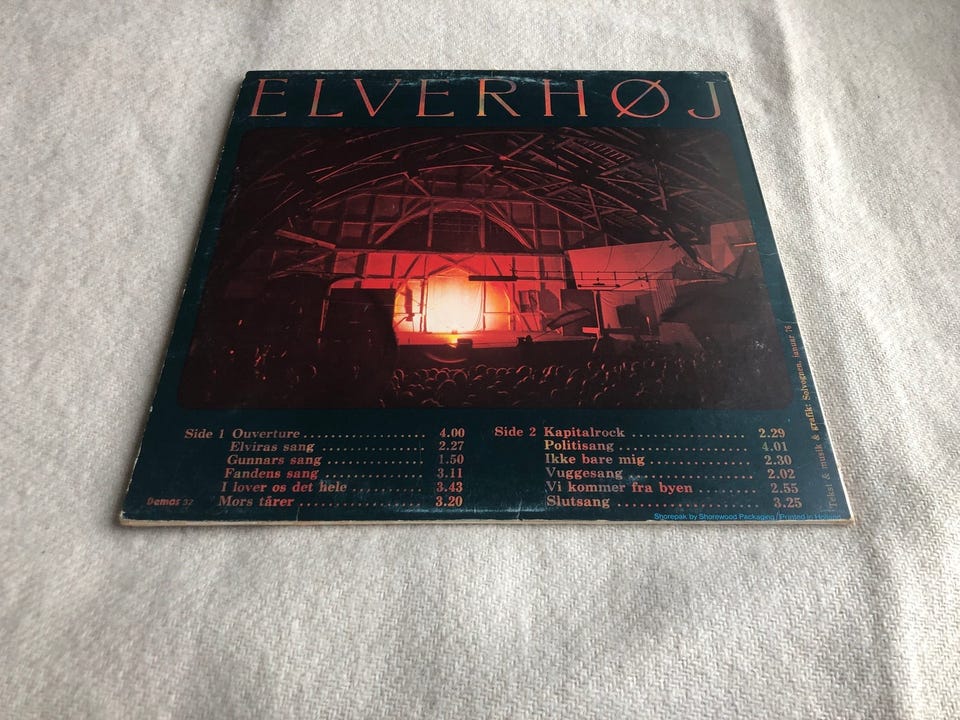 ELVERHØJ
Side 1 Ouverture 4.00
Elviras sang 2.27
Gunnars sang 1.50
Fandens sang 3.11
I lover os det hele 3.43
Mors tårer 3.20
Side 2 Kapitalrock 2.29
Politisang 4.01
Ikke bare mig 2.30
Vuggesang 2.02
Vi kommer fra byen 2.55
Slutsang 3.25
Demos 32
Shorepak by Shorewood Packaging / Printed in
Tekst & musik & grafik: Solvognen, januar 76